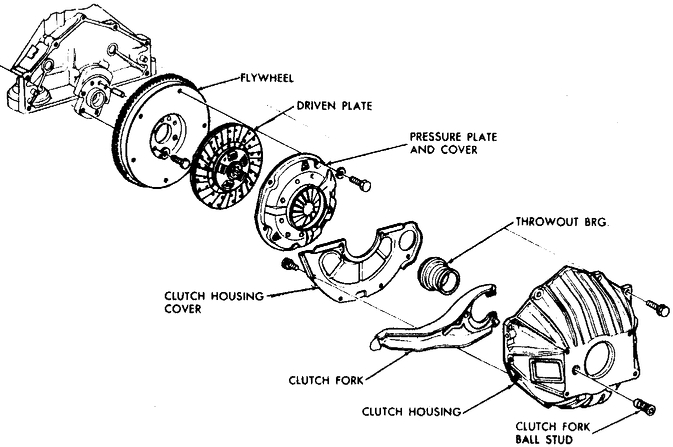 FLYWHEEL
DRIVEN PLATE
PRESSURE PLATE
AND COVER
THROWOUT BRG.
CLUTCH HOUSING
COVER
CLUTCH FORK
CLUTCH HOUSING
CLUTCH FORK
BALL STUD